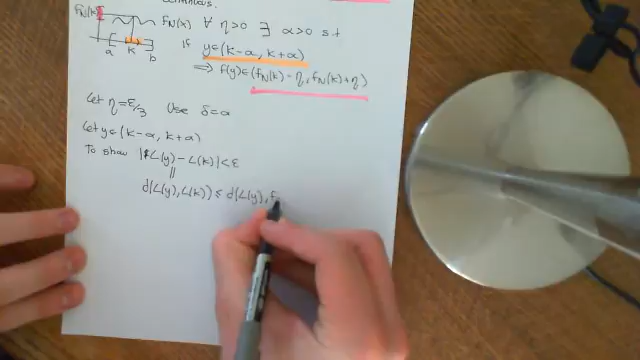 continuous.
f_N(k) f_N(x) ∀ η>0 ∃ α>0 s.t
a k b
if y∈(k-α, k+α)
⟹ f(y)∈(f_N(k)-η, f_N(k)+η)
Let η=ε/3 Use δ=α
Let y∈(k-α, k+α)
To show |L(y)-L(k)|<ε
||
d(L(y), L(k)) ≤ d(L(y), f